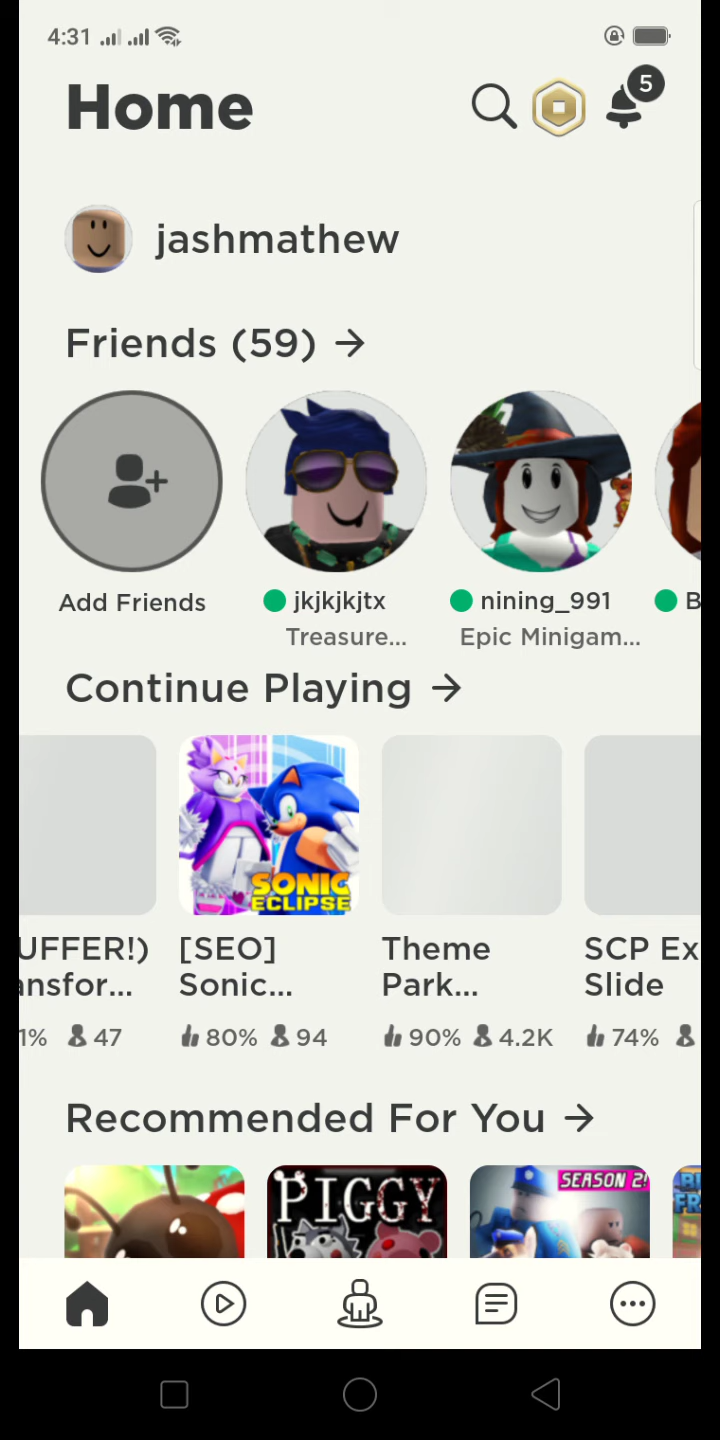 4:31
Home
5
jashmathew
Friends (59) →
Add Friends
jkjkjkjtx
nining_991
B
Treasure...
Epic Minigam...
Continue Playing →
SONIC
ECLIPSE
UFFER!)
[SEO]
Theme
SCP Ex
ansfor...
Sonic...
Park...
Slide
1%
47
80%
94
90%
4.2K
74%
Recommended For You →
PIGGY
SEASON 2!